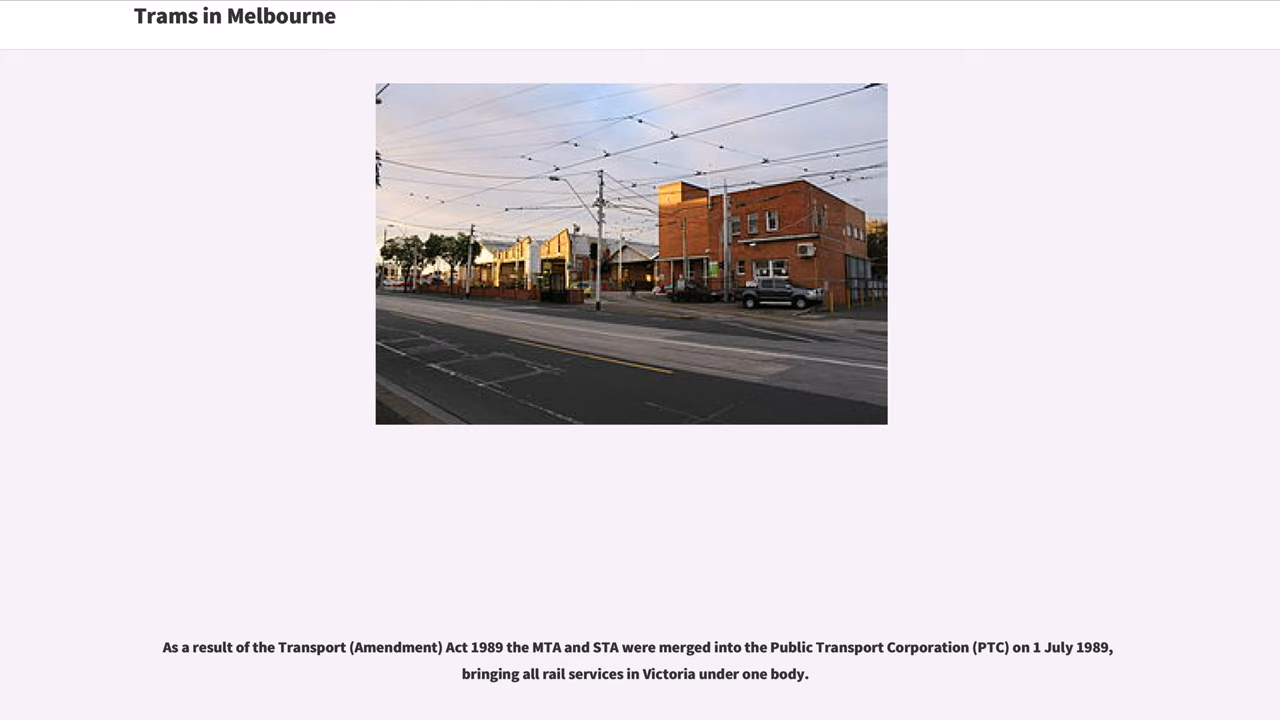 Trams in Melbourne
As a result of the Transport (Amendment) Act 1989 the MTA and STA were merged into the Public Transport Corporation (PTC) on 1 July 1989,
bringing all rail services in Victoria under one body.